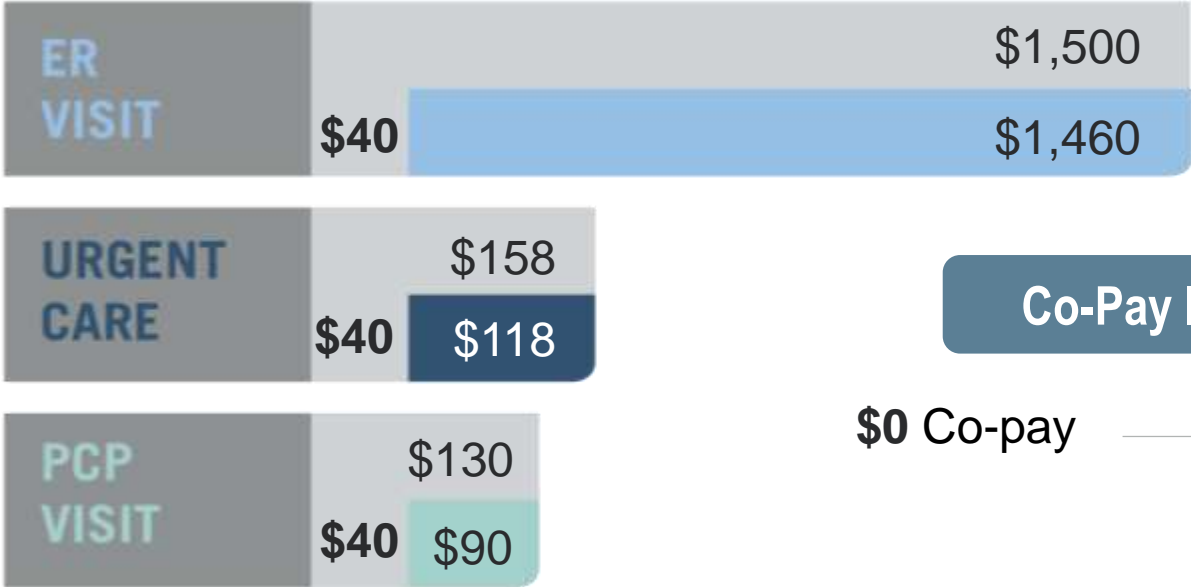 ER
VISIT
$1,500
$40
$1,460
URGENT
CARE
$158
$40
$118
PCP
VISIT
$130
$40
$90
Co-Pay
$0 Co-pay